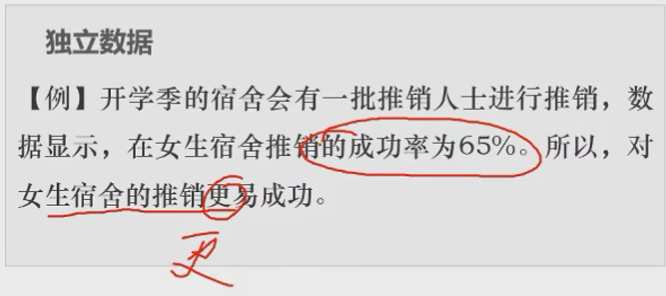 独立数据
【例】开学季的宿舍会有一批推销人士进行推销，数
据显示，在女生宿舍推销的成功率为65%。所以，对
女生宿舍的推销更易成功。
更